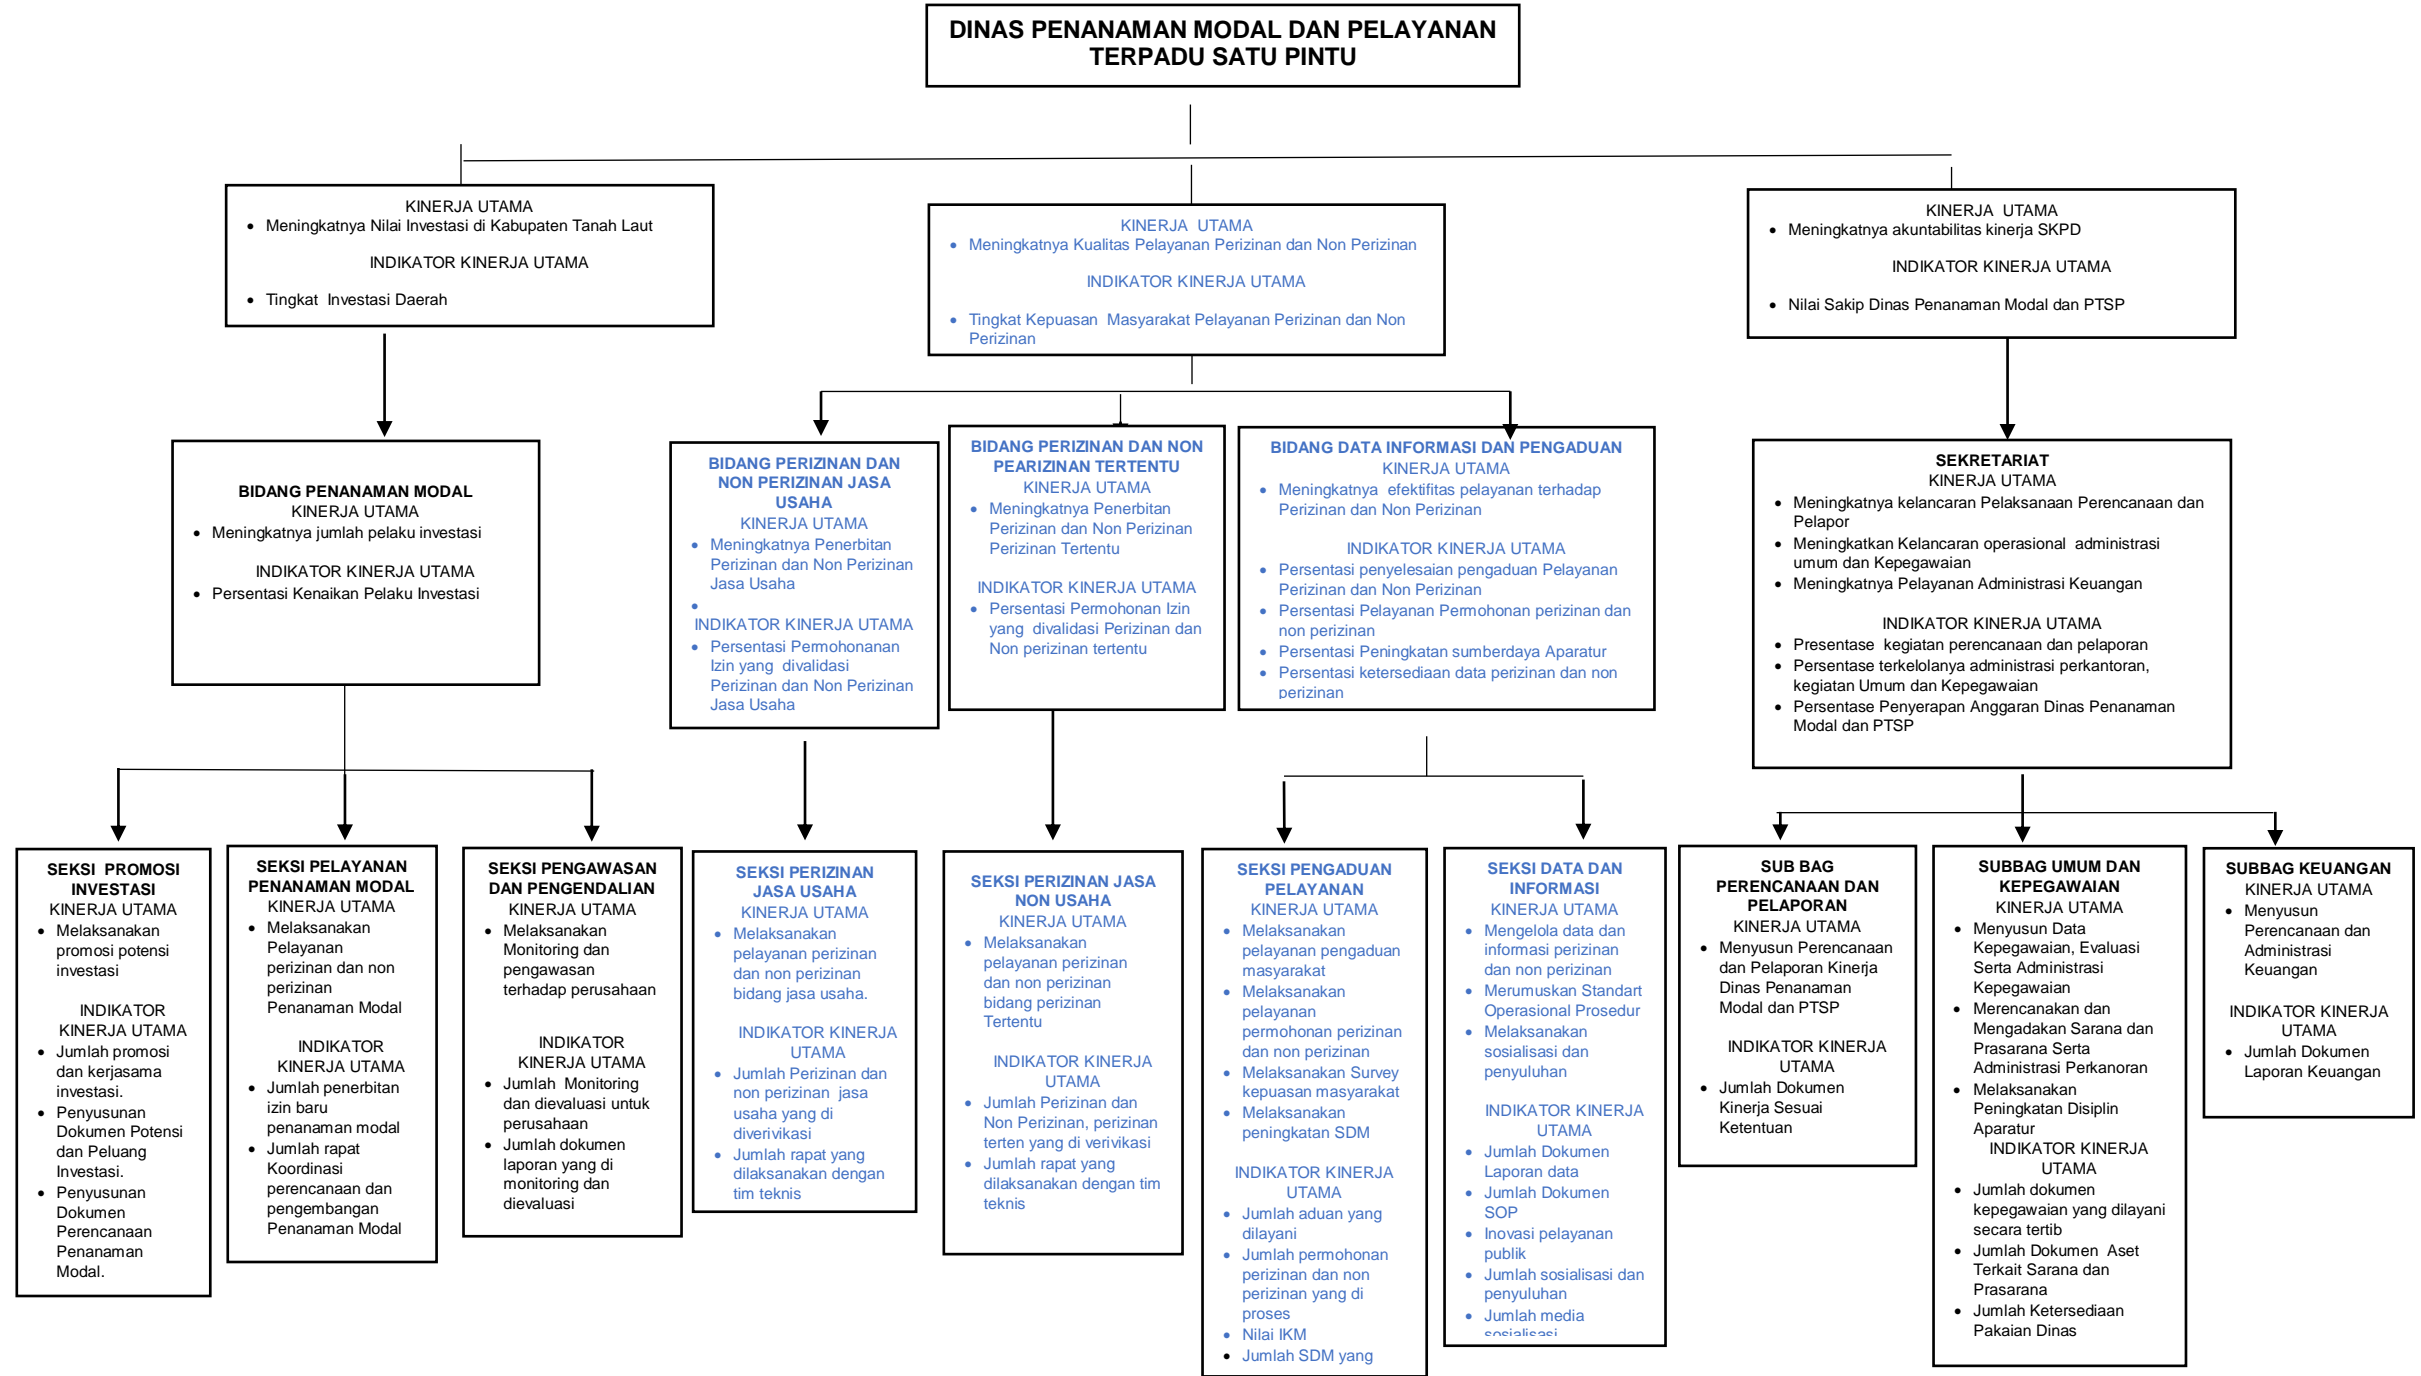 DINAS PENANAMAN MODAL DAN PELAYANAN
TERPADU SATU PINTU
KINERJA UTAMA
• Meningkatnya Nilai Investasi di Kabupaten Tanah Laut
INDIKATOR KINERJA UTAMA
• Tingkat Investasi Daerah
KINERJA UTAMA
• Meningkatnya Kualitas Pelayanan Perizinan dan Non Perizinan
INDIKATOR KINERJA UTAMA
• Tingkat Kepuasan Masyarakat Pelayanan Perizinan dan Non
Perizinan
KINERJA UTAMA
• Meningkatnya akuntabilitas kinerja SKPD
INDIKATOR KINERJA UTAMA
• Nilai Sakip Dinas Penanaman Modal dan PTSP
BIDANG PENANAMAN MODAL
KINERJA UTAMA
• Meningkatnya jumlah pelaku investasi
INDIKATOR KINERJA UTAMA
• Persentasi Kenaikan Pelaku Investasi
BIDANG PERIZINAN DAN
NON PERIZINAN JASA
USAHA
KINERJA UTAMA
• Meningkatnya Penerbitan
Perizinan dan Non Perizinan
Jasa Usaha
•
INDIKATOR KINERJA UTAMA
• Persentasi Permohonanan
Izin yang divalidasi
Perizinan dan Non Perizinan
Jasa Usaha
BIDANG PERIZINAN DAN NON
PEARIZINAN TERTENTU
KINERJA UTAMA
• Meningkatnya Penerbitan
Perizinan dan Non Perizinan
Perizinan Tertentu
INDIKATOR KINERJA UTAMA
• Persentasi Permohonan Izin
yang divalidasi Perizinan dan
Non perizinan tertentu
BIDANG DATA INFORMASI DAN PENGADUAN
KINERJA UTAMA
• Meningkatnya efektifitas pelayanan terhadap
Perizinan dan Non Perizinan
INDIKATOR KINERJA UTAMA
• Persentasi penyelesaian pengaduan Pelayanan
Perizinan dan Non Perizinan
• Persentasi Pelayanan Permohonan perizinan dan
non perizinan
• Persentasi Peningkatan sumberdaya Aparatur
• Persentasi ketersediaan data perizinan dan non
perizinan
SEKRETARIAT
KINERJA UTAMA
• Meningkatnya kelancaran Pelaksanaan Perencanaan dan
Pelapor
• Meningkatkan Kelancaran operasional administrasi
umum dan Kepegawaian
• Meningkatnya Pelayanan Administrasi Keuangan
INDIKATOR KINERJA UTAMA
• Presentase kegiatan perencanaan dan pelaporan
• Persentase terkelolanya administrasi perkantoran,
kegiatan Umum dan Kepegawaian
• Persentase Penyerapan Anggaran Dinas Penanaman
Modal dan PTSP
SEKSI PROMOSI
INVESTASI
KINERJA UTAMA
• Melaksanakan
promosi potensi
investasi
INDIKATOR
KINERJA UTAMA
• Jumlah promosi
dan kerjasama
investasi.
• Penyusunan
Dokumen Potensi
dan Peluang
Investasi.
• Penyusunan
Dokumen
Perencanaan
Penanaman
Modal.
SEKSI PELAYANAN
PENANAMAN MODAL
KINERJA UTAMA
• Melaksanakan
Pelayanan
perizinan dan non
perizinan
Penanaman Modal
INDIKATOR
KINERJA UTAMA
• Jumlah penerbitan
izin baru
penanaman modal
• Jumlah rapat
Koordinasi
perencanaan dan
pengembangan
Penanaman Modal
SEKSI PENGAWASAN
DAN PENGENDALIAN
KINERJA UTAMA
• Melaksanakan
Monitoring dan
pengawasan
terhadap perusahaan
INDIKATOR
KINERJA UTAMA
• Jumlah Monitoring
dan dievaluasi untuk
perusahaan
• Jumlah dokumen
laporan yang di
monitoring dan
dievaluasi
SEKSI PERIZINAN
JASA USAHA
KINERJA UTAMA
• Melaksanakan
pelayanan perizinan
dan non perizinan
bidang jasa usaha.
INDIKATOR KINERJA
UTAMA
• Jumlah Perizinan dan
non perizinan jasa
usaha yang di
diverivikasi
• Jumlah rapat yang
dilaksanakan dengan
tim teknis
SEKSI PERIZINAN JASA
NON USAHA
KINERJA UTAMA
• Melaksanakan
pelayanan perizinan
dan non perizinan
bidang perizinan
Tertentu
INDIKATOR KINERJA
UTAMA
• Jumlah Perizinan dan
Non Perizinan, perizinan
terten yang di verivikasi
• Jumlah rapat yang
dilaksanakan dengan tim
teknis
SEKSI PENGADUAN
PELAYANAN
KINERJA UTAMA
• Melaksanakan
pelayanan pengaduan
masyarakat
• Melaksanakan
pelayanan
permohonan perizinan
dan non perizinan
• Melaksanakan Survey
kepuasan masyarakat
• Melaksanakan
peningkatan SDM
INDIKATOR KINERJA
UTAMA
• Jumlah aduan yang
dilayani
• Jumlah permohonan
perizinan dan non
perizinan yang di
proses
• Nilai IKM
• Jumlah SDM yang
SEKSI DATA DAN
INFORMASI
KINERJA UTAMA
• Mengelola data dan
informasi perizinan
dan non perizinan
• Merumuskan Standart
Operasional Prosedur
• Melaksanakan
sosialisasi dan
penyuluhan
INDIKATOR KINERJA
UTAMA
• Jumlah Dokumen
Laporan data
• Jumlah Dokumen
SOP
• Inovasi pelayanan
publik
• Jumlah sosialisasi dan
penyuluhan
• Jumlah media
sosialisasi
SUB BAG
PERENCANAAN DAN
PELAPORAN
KINERJA UTAMA
• Menyusun Perencanaan
dan Pelaporan Kinerja
Dinas Penanaman
Modal dan PTSP
INDIKATOR KINERJA
UTAMA
• Jumlah Dokumen
Kinerja Sesuai
Ketentuan
SUBBAG UMUM DAN
KEPEGAWAIAN
KINERJA UTAMA
• Menyusun Data
Kepegawaian, Evaluasi
Serta Administrasi
Kepegawaian
• Merencanakan dan
Mengadakan Sarana dan
Prasarana Serta
Administrasi Perkanoran
• Melaksanakan
Peningkatan Disiplin
Aparatur
INDIKATOR KINERJA
UTAMA
• Jumlah dokumen
kepegawaian yang dilayani
secara tertib
• Jumlah Dokumen Aset
Terkait Sarana dan
Prasarana
• Jumlah Ketersediaan
Pakaian Dinas
SUBBAG KEUANGAN
KINERJA UTAMA
• Menyusun
Perencanaan dan
Administrasi
Keuangan
INDIKATOR KINERJA
UTAMA
• Jumlah Dokumen
Laporan Keuangan